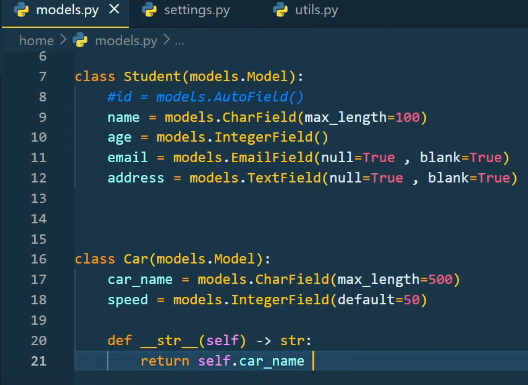 models.py X settings.py utils.py
home > models.py > ...
6
7 class Student(models.Model):
8     #id = models.AutoField()
9     name = models.CharField(max_length=100)
10     age = models.IntegerField()
11     email = models.EmailField(null=True , blank=True)
12     address = models.TextField(null=True , blank=True)
13
14
15
16 class Car(models.Model):
17     car_name = models.CharField(max_length=500)
18     speed = models.IntegerField(default=50)
19
20     def __str__(self) -> str:
21         return self.car_name